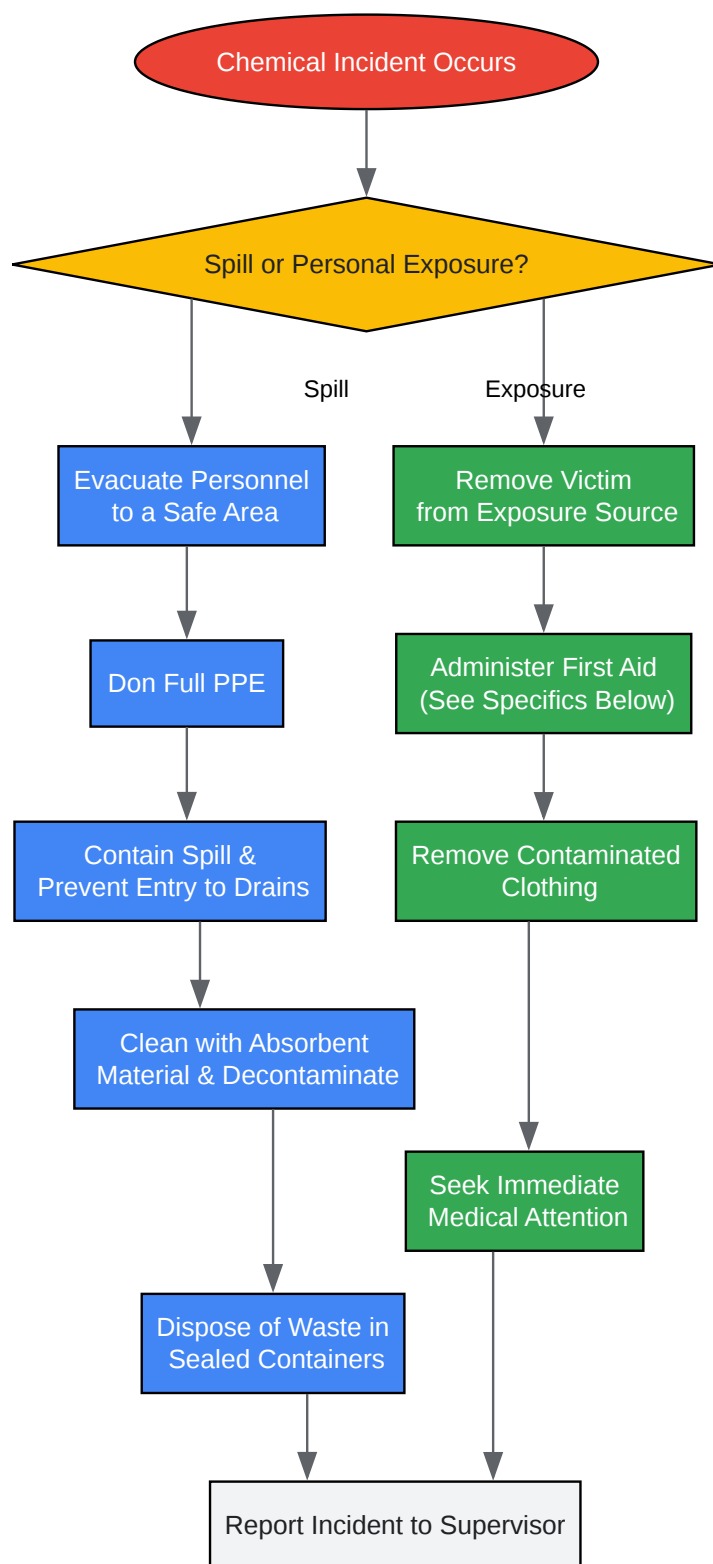 Chemical Incident Occurs
Spill or Personal Exposure?
Spill
Exposure
Evacuate Personnel
to a Safe Area
Remove Victim
from Exposure Source
Don Full PPE
Administer First Aid
(See Specifics Below)
Contain Spill &
Prevent Entry to Drains
Remove Contaminated
Clothing
Clean with Absorbent
Material & Decontaminate
Seek Immediate
Medical Attention
Dispose of Waste in
Sealed Containers
Report Incident to Supervisor